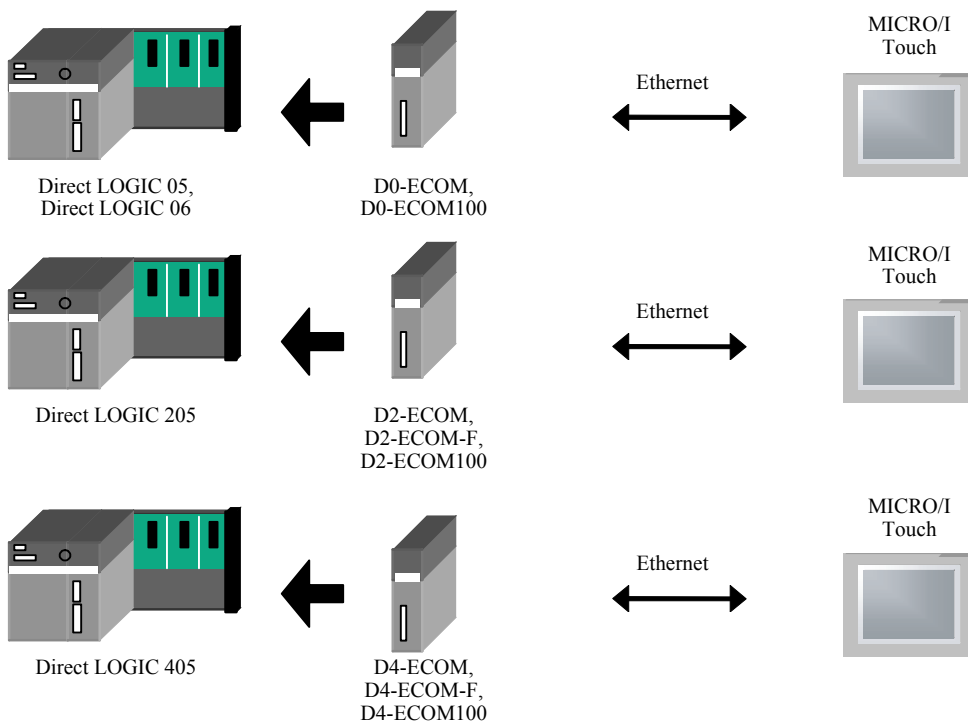 MICRO/I
Touch
Ethernet
Direct LOGIC 05,
Direct LOGIC 06
D0-ECOM,
D0-ECOM100
MICRO/I
Touch
Ethernet
Direct LOGIC 205
D2-ECOM,
D2-ECOM-F,
D2-ECOM100
MICRO/I
Touch
Ethernet
Direct LOGIC 405
D4-ECOM,
D4-ECOM-F,
D4-ECOM100